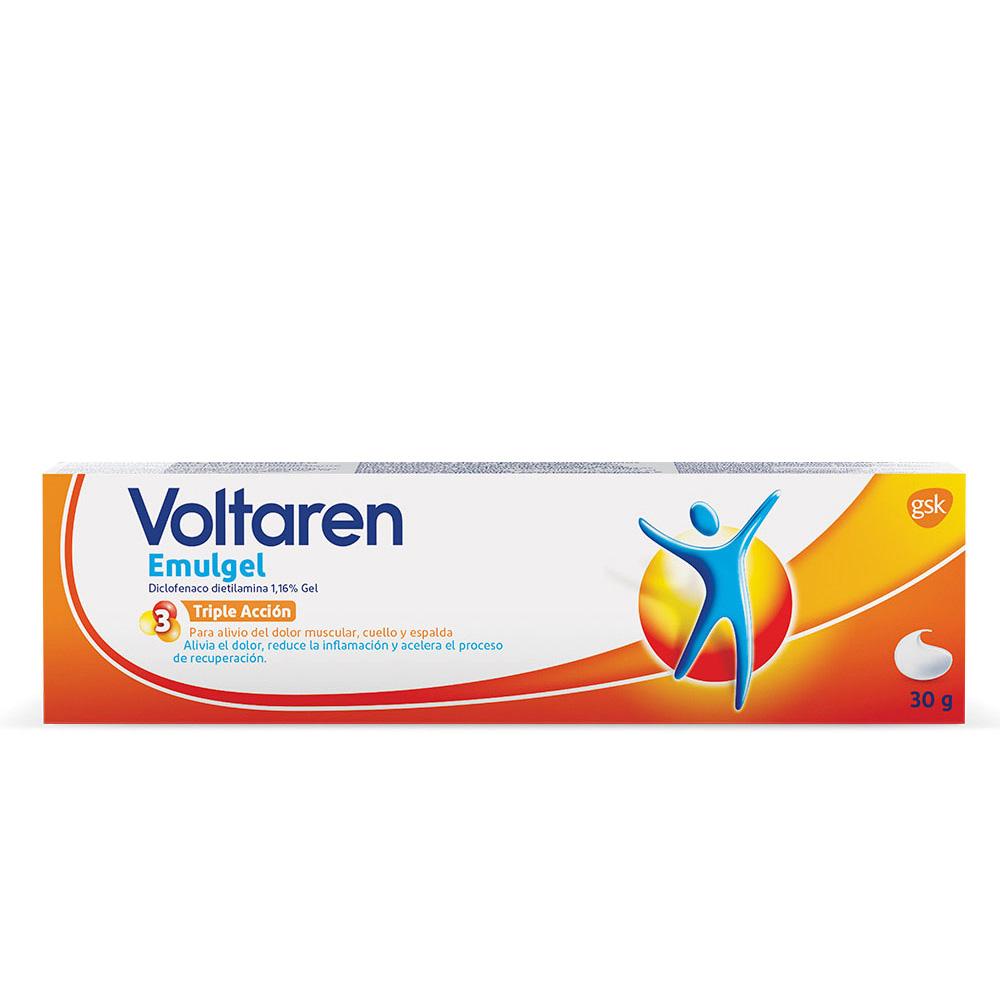 Voltaren
Emulgel
Diclofenaco dietilamina 1,16% Gel
3 Triple Acción
Para alivio del dolor muscular, cuello y espalda
Alivia el dolor, reduce la inflamación y acelera el proceso
de recuperación.
gsk
30 g